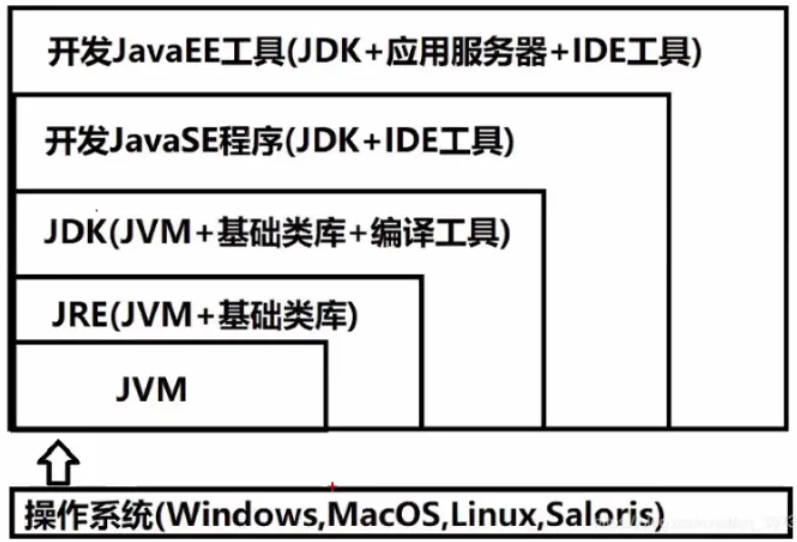 开发JavaEE工具(JDK+应用服务器+IDE工具)
开发JavaSE程序(JDK+IDE工具)
JDK(JVM+基础类库+编译工具)
JRE(JVM+基础类库)
JVM
操作系统(Windows,MacOS,Linux,Saloris)